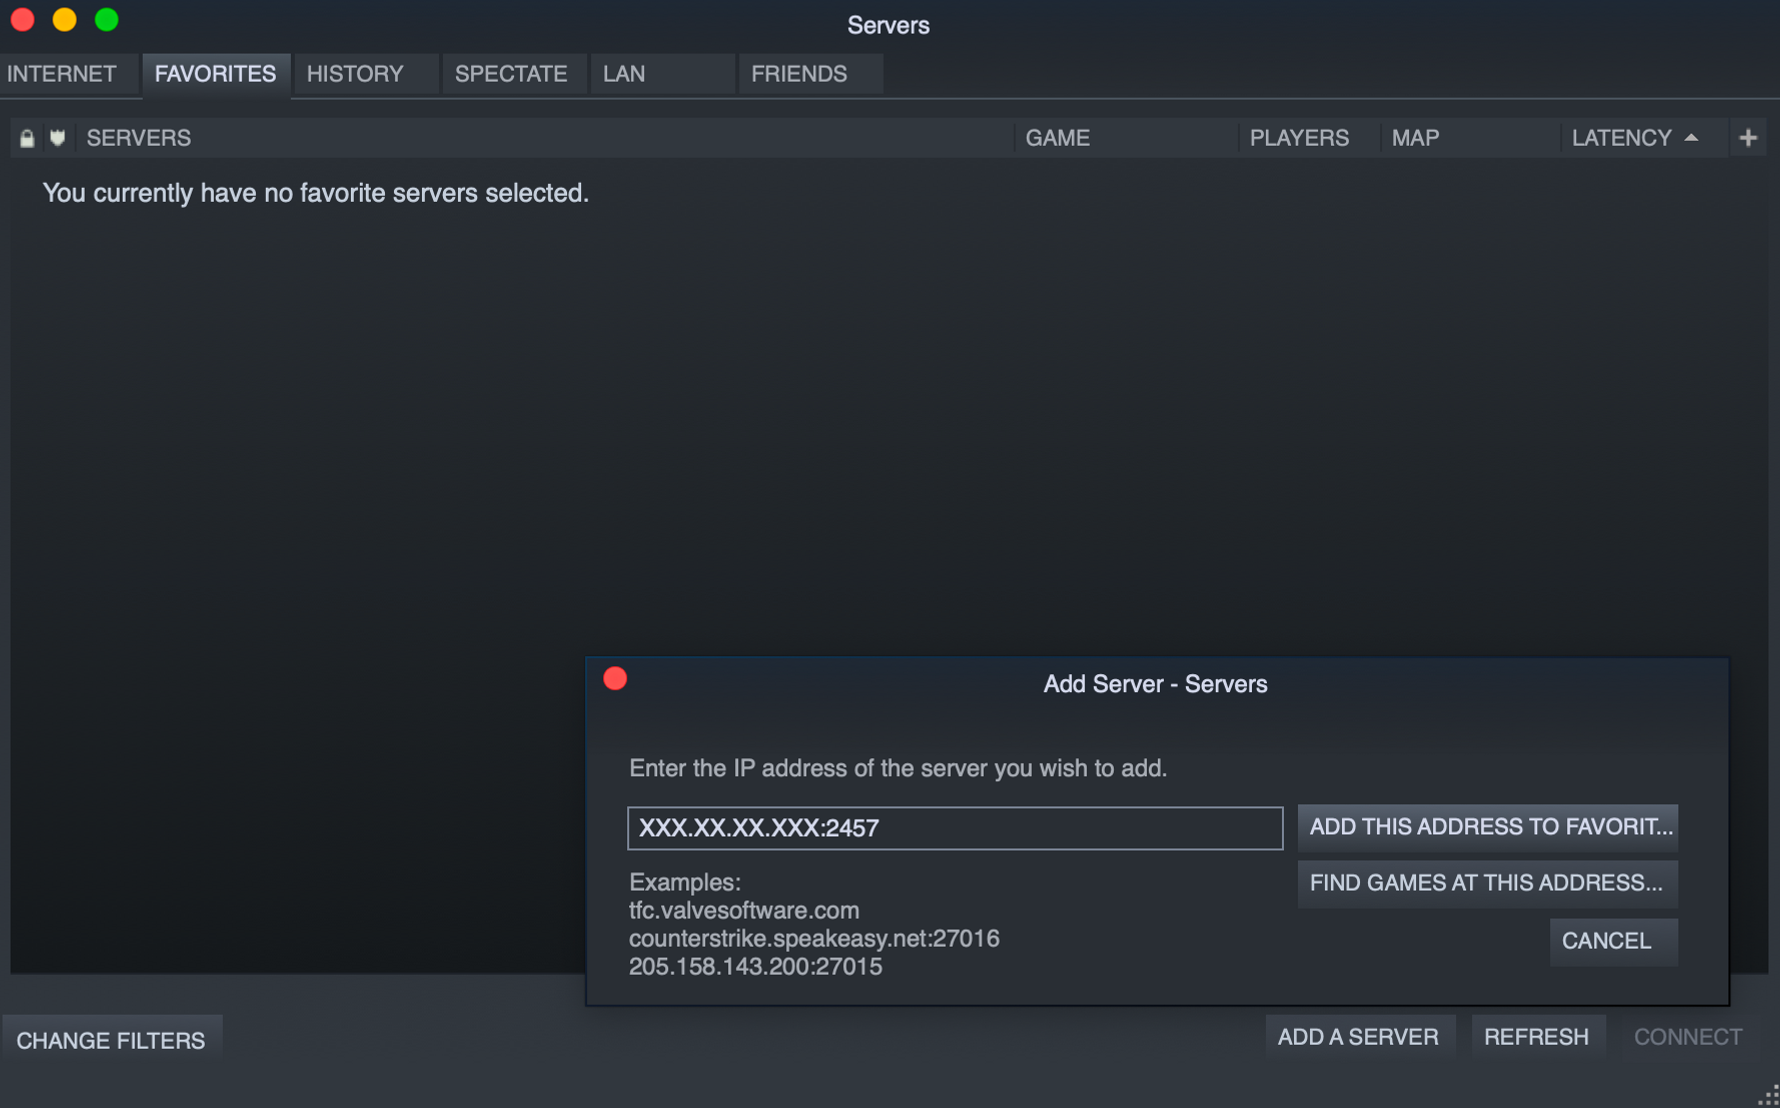 Servers
INTERNET FAVORITES HISTORY SPECTATE LAN FRIENDS
SERVERS GAME PLAYERS MAP LATENCY
You currently have no favorite servers selected.
Add Server - Servers
Enter the IP address of the server you wish to add.
XXX.XX.XX.XXX:2457 ADD THIS ADDRESS TO FAVORIT...
Examples: FIND GAMES AT THIS ADDRESS...
tfc.valvesoftware.com
counterstrike.speakeasy.net:27016 CANCEL
205.158.143.200:27015
CHANGE FILTERS ADD A SERVER REFRESH CONNECT